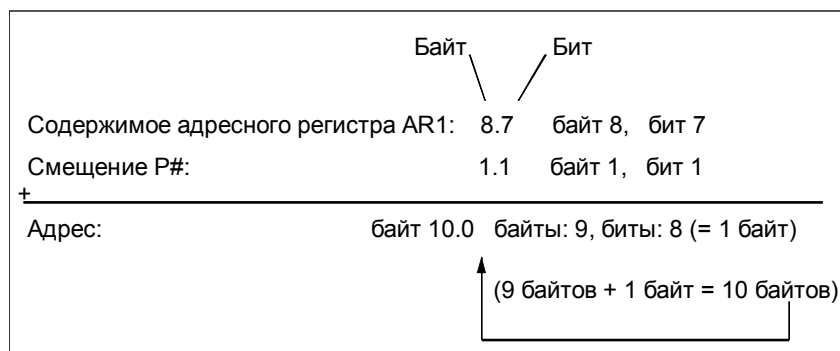 Байт Бит
Содержимое адресного регистра AR1: 8.7 байт 8, бит 7
Смещение P#: 1.1 байт 1, бит 1
+
Адрес: байт 10.0 байты: 9, биты: 8 (= 1 байт)
(9 байтов + 1 байт = 10 байтов)